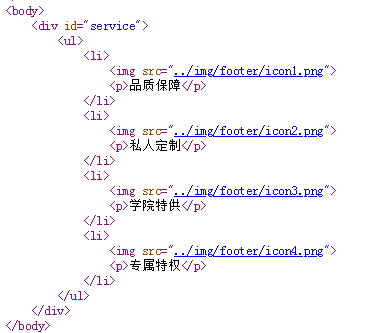 <body>
<div id="service">
<ul>
<li>
<img src="../img/footer/icon1.png">
<p>品质保障</p>
</li>
<li>
<img src="../img/footer/icon2.png">
<p>私人定制</p>
</li>
<li>
<img src="../img/footer/icon3.png">
<p>学院特供</p>
</li>
<li>
<img src="../img/footer/icon4.png">
<p>专属特权</p>
</li>
</ul>
</div>
</body>